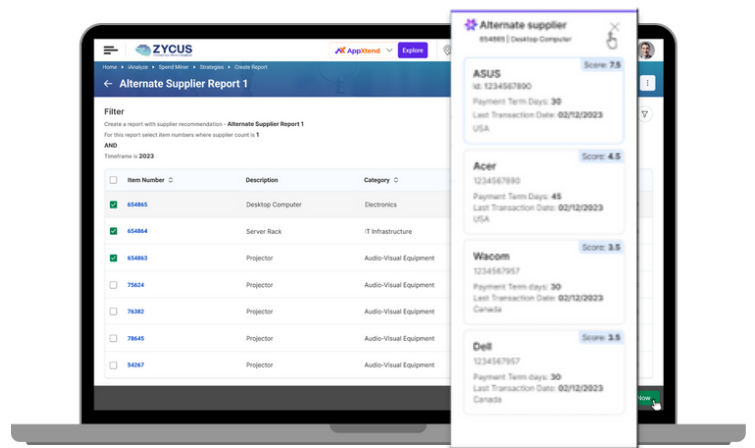 ZYCUS
AppXtend
Explore
Home > iAnalyze > Spend Miner > Strategies > Create Report
← Alternate Supplier Report 1
Filter
Create a report with supplier recommendation - Alternate Supplier Report 1
For this report select item numbers where supplier count is 1
AND
Timeframe is 2023
Item Number Description Category
654865 Desktop Computer Electronics
654864 Server Rack IT Infrastructure
654863 Projector Audio-Visual Equipment
75624 Projector Audio-Visual Equipment
76382 Projector Audio-Visual Equipment
78645 Projector Audio-Visual Equipment
54267 Projector Audio-Visual Equipment
Alternate supplier
654865 | Desktop Computer
Score: 7.5
ASUS
Id: 1234567890
Payment Term Days: 30
Last Transaction Date: 02/12/2023
USA
Score: 4.5
Acer
1234567890
Payment Term Days: 45
Last Transaction Date: 02/12/2023
USA
Score: 3.5
Wacom
1234567957
Payment Term days: 30
Last Transaction Date: 02/12/2023
Canada
Score: 3.5
Dell
1234567957
Payment Term days: 30
Last Transaction Date: 02/12/2023
Canada